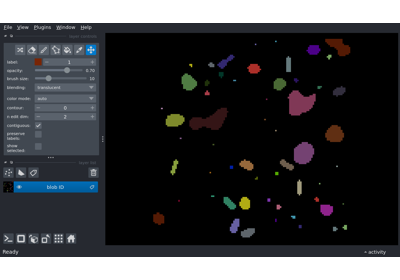 File View Plugins Window Help
label: 1
opacity: 0.70
brush size: 10
blending: translucent
color mode: auto
contour: 0
n edit dim: 2
contiguous:
preserve labels:
show selected:
blob ID
Ready
activity